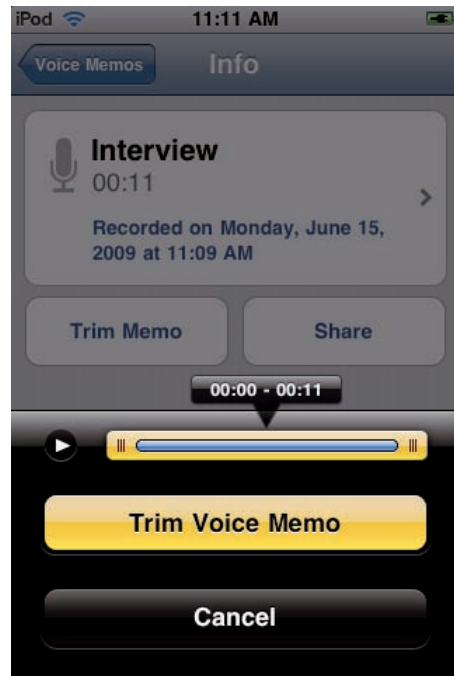 iPod 11:11 AM
Voice Memos Info
Interview
00:11
Recorded on Monday, June 15,
2009 at 11:09 AM
Trim Memo Share
00:00 - 00:11
Trim Voice Memo
Cancel